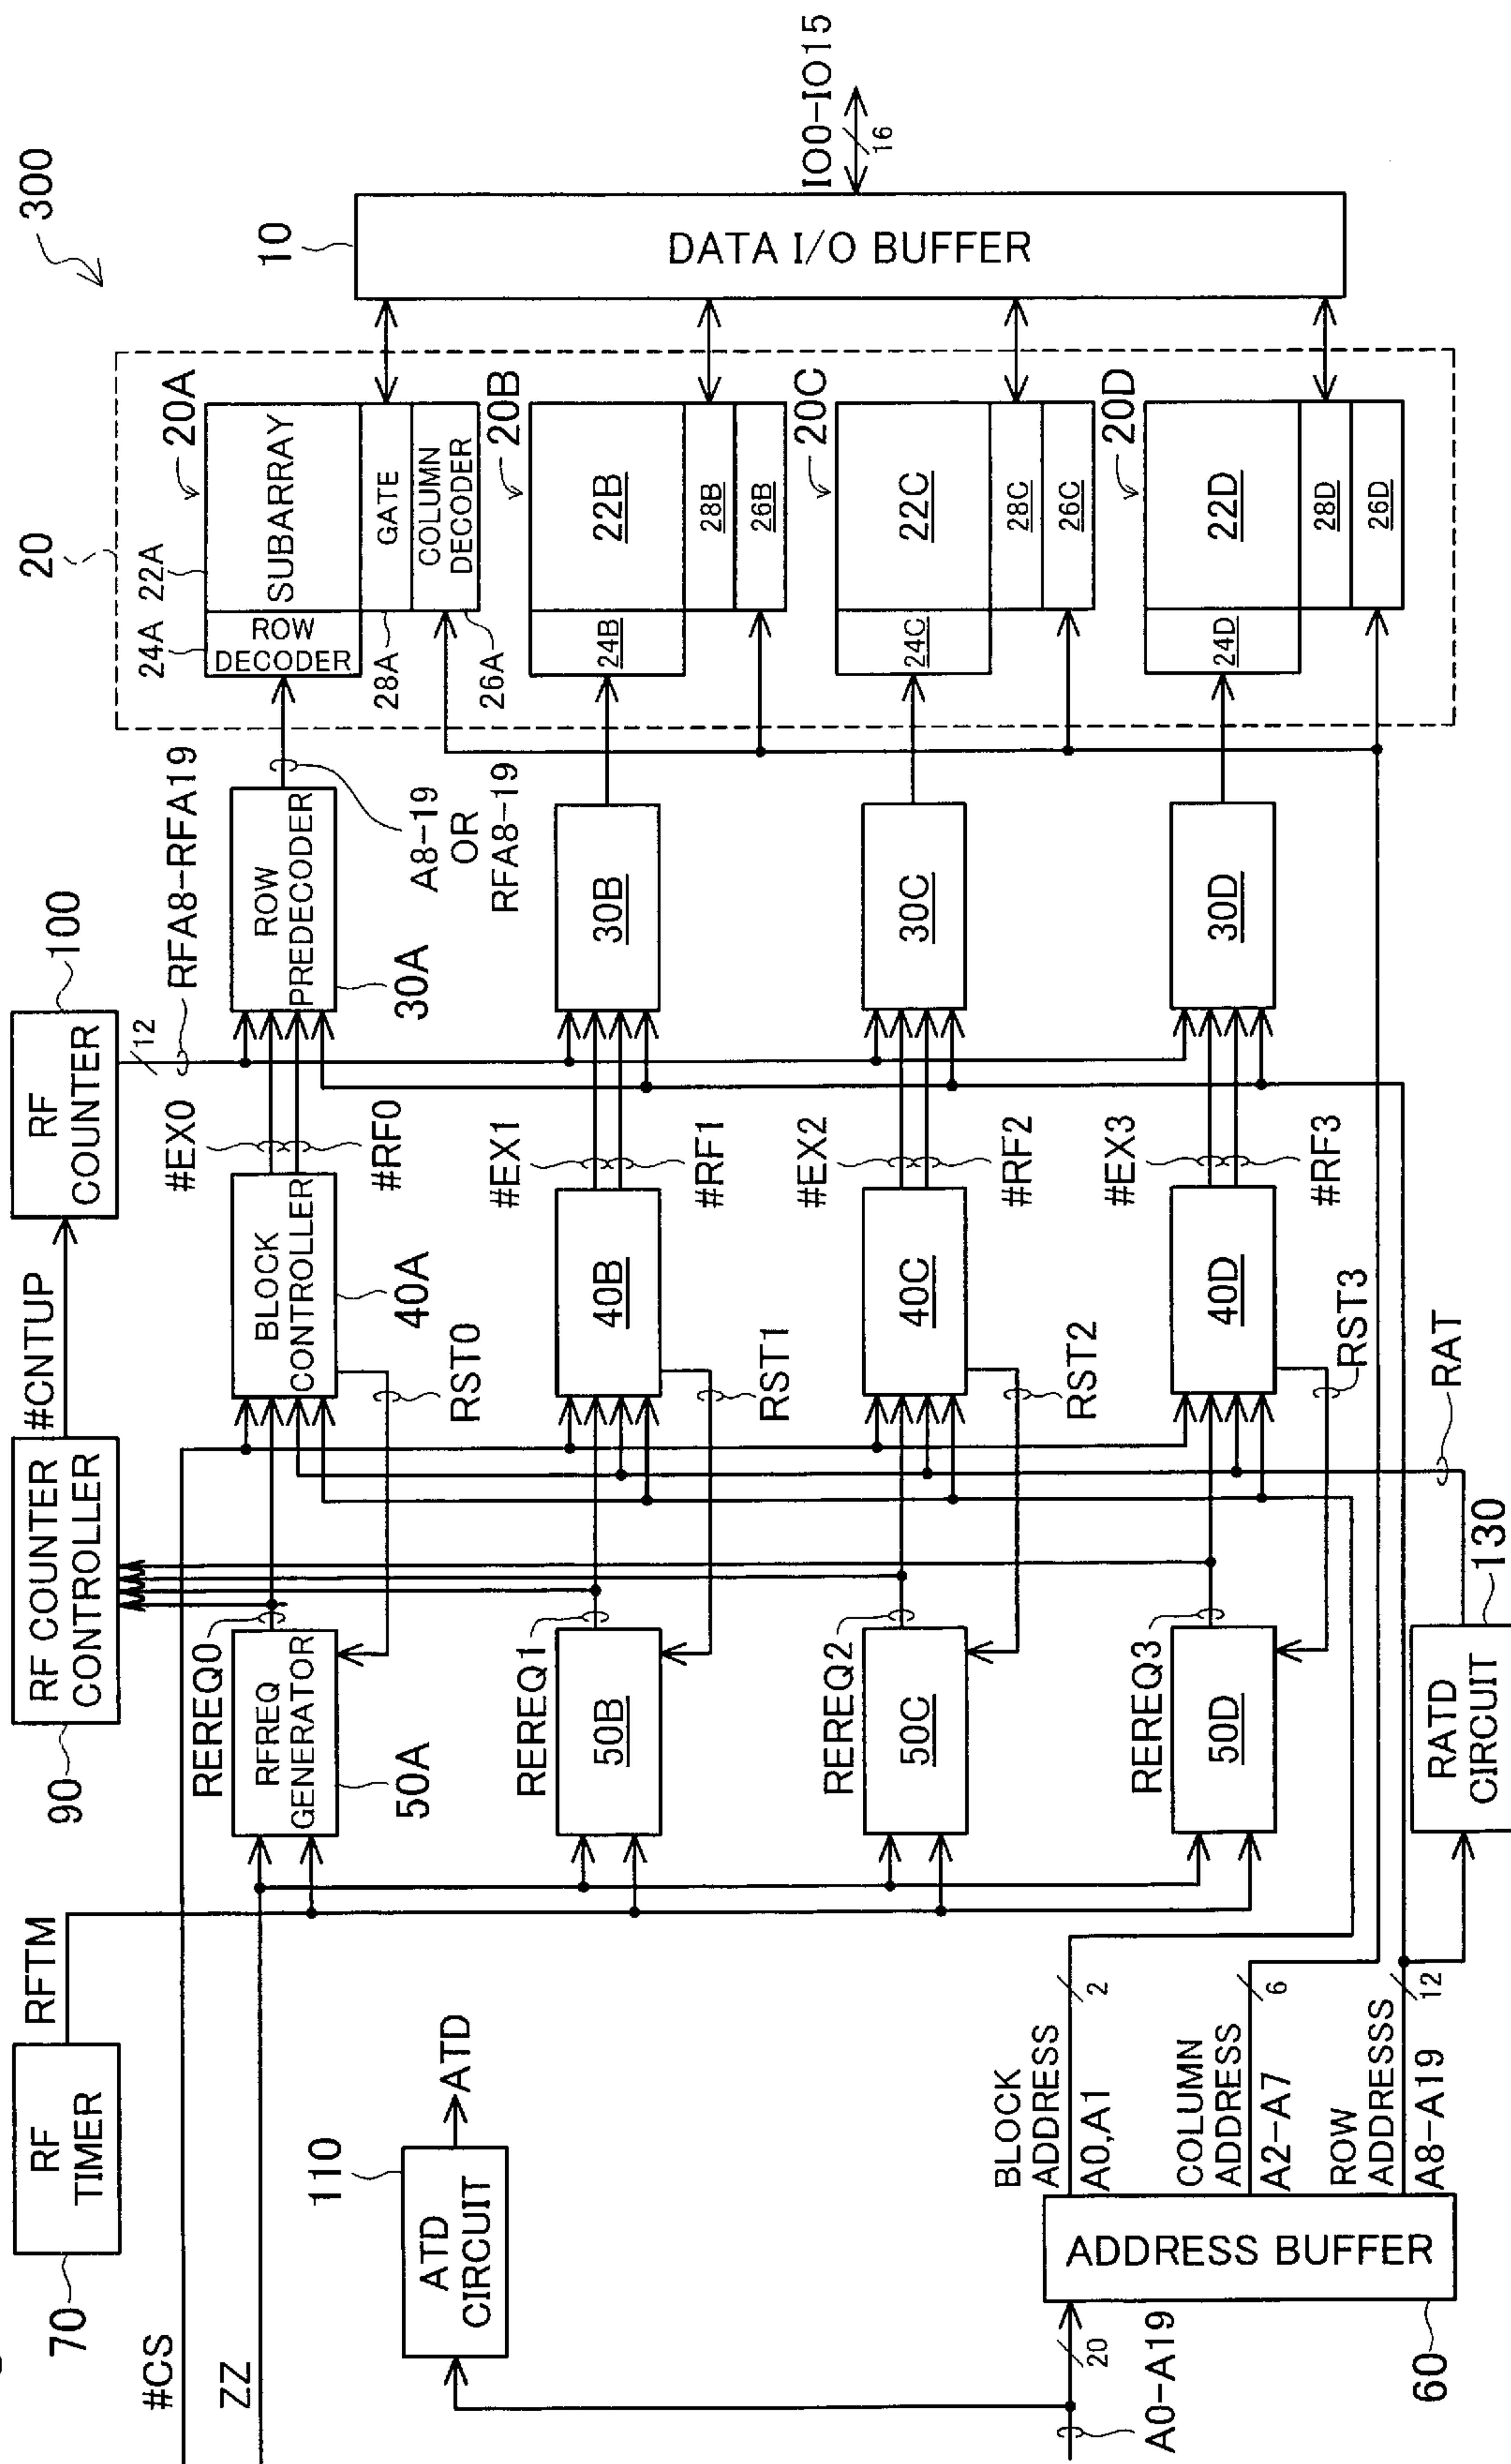 300
70
RF
TIMER
RFTM
90
RF COUNTER
CONTROLLER
#CNTUP
RF
COUNTER
100
12
RFA8-RFA19
#CS
ZZ
110
ATD
CIRCUIT
ATD
REREQ0
RFREQ
GENERATOR
50A
RST0
BLOCK
CONTROLLER
40A
#EX0
#RF0
ROW
PREDECODER
30A
A8-19
OR
RFA8-19
20
24A
22A
20A
ROW
DECODER
SUBARRAY
GATE
COLUMN
DECODER
28A
26A
10
DATA I/O BUFFER
IO0-IO15
16
REREQ1
50B
RST1
40B
#EX1
#RF1
30B
20B
24B
22B
28B
26B
REREQ2
50C
RST2
40C
#EX2
#RF2
30C
20C
24C
22C
28C
26C
REREQ3
50D
RST3
40D
#EX3
#RF3
30D
20D
24D
22D
28D
26D
A0-A19
20
60
ADDRESS BUFFER
BLOCK
ADDRESS
A0,A1
2
COLUMN
ADDRESS
A2-A7
6
ROW
ADDRESSS
A8-A19
12
RATD
CIRCUIT
130
RAT